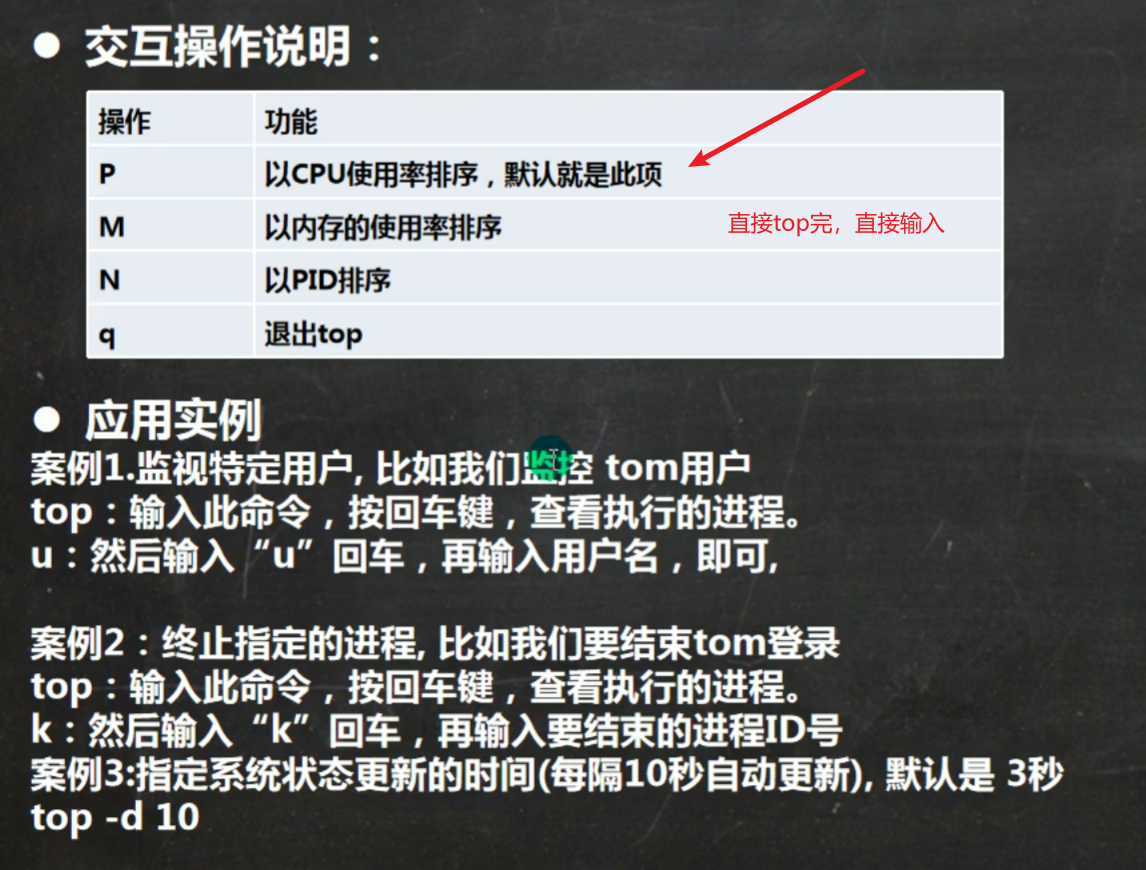 ● 交互操作说明：
操作 功能
P 以CPU使用率排序，默认就是此项
M 以内存的使用率排序
直接top完，直接输入
N 以PID排序
q 退出top
● 应用实例
案例1.监视特定用户, 比如我们监控 tom用户
top：输入此命令，按回车键，查看执行的进程。
u：然后输入“u”回车，再输入用户名，即可,
案例2：终止指定的进程, 比如我们要结束tom登录
top：输入此命令，按回车键，查看执行的进程。
k：然后输入“k”回车，再输入要结束的进程ID号
案例3:指定系统状态更新的时间(每隔10秒自动更新), 默认是 3秒
top -d 10